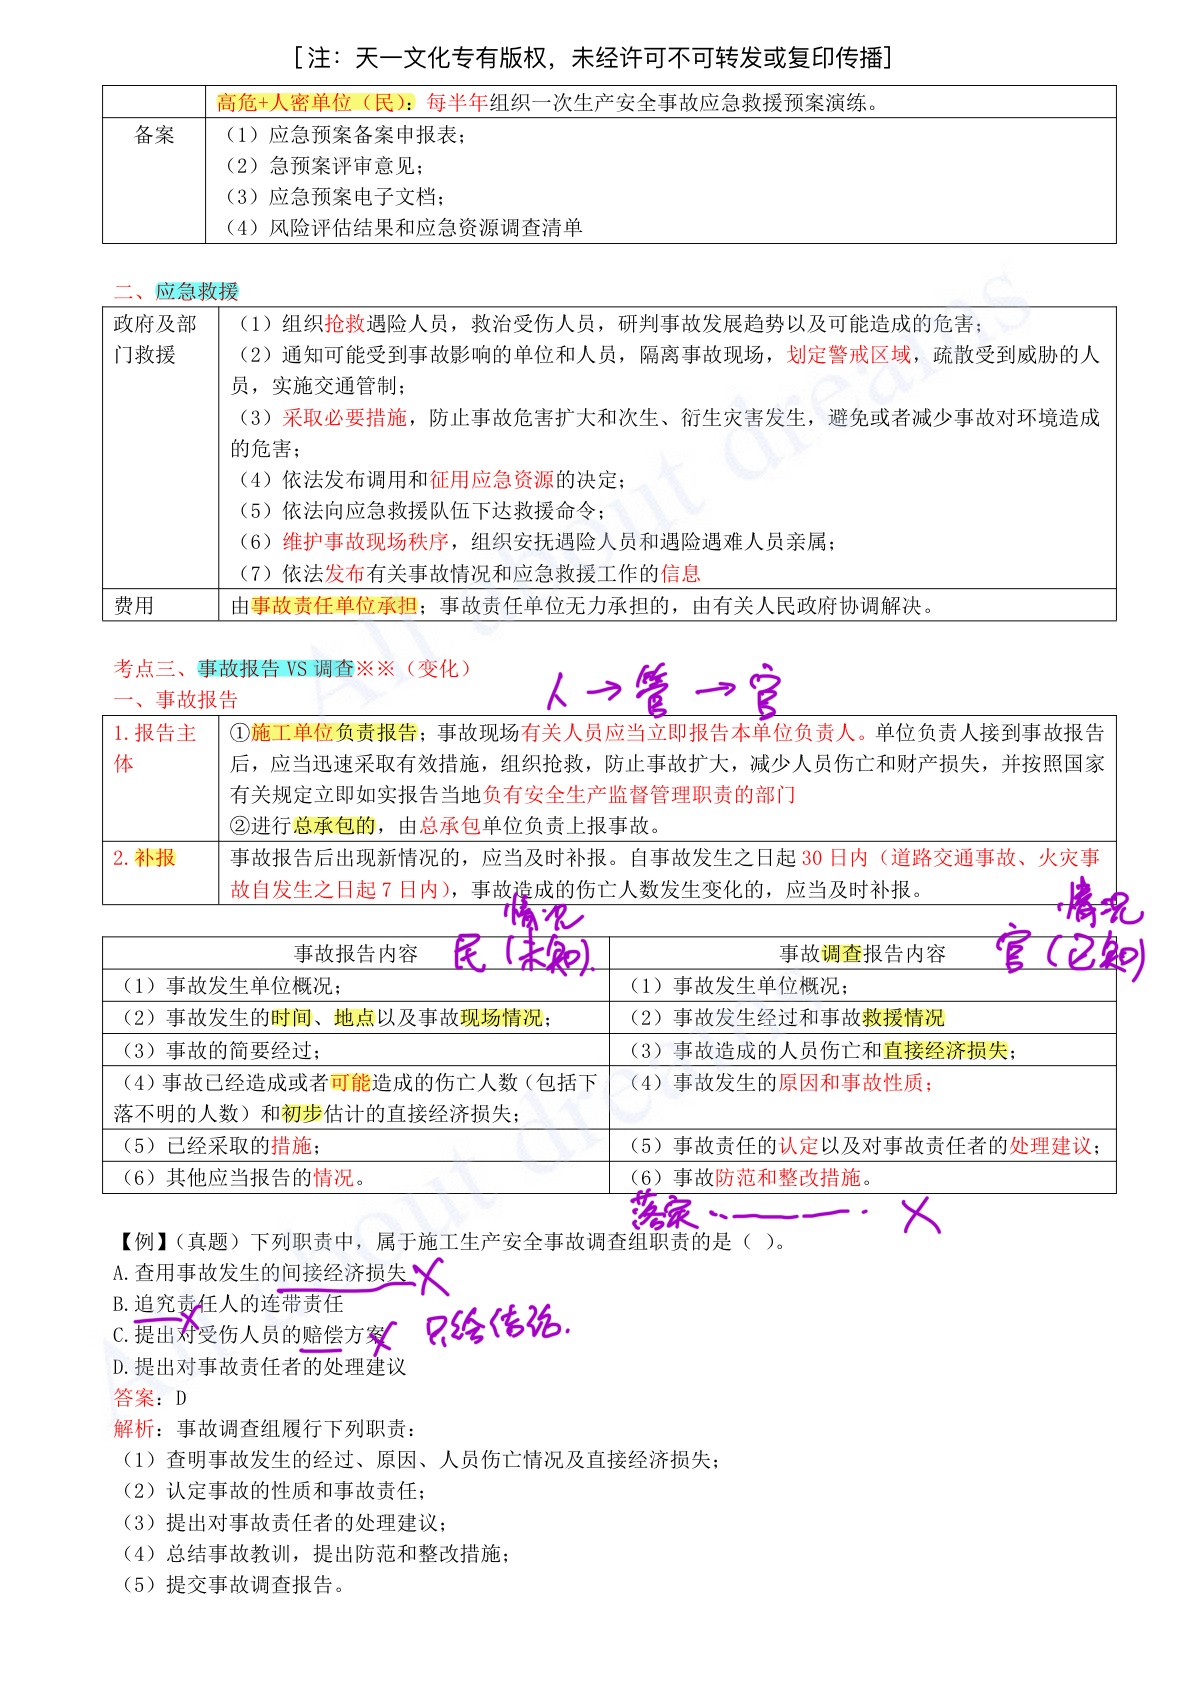 [注：天一文化专有版权，未经许可不可转发或复印传播]
高危+人密单位（民）：每半年组织一次生产安全事故应急救援预案演练。
备案
（1）应急预案备案申报表；
（2）急预案评审意见；
（3）应急预案电子文档；
（4）风险评估结果和应急资源调查清单
二、应急救援
政府及部门救援
（1）组织抢救遇险人员，救治受伤人员，研判事故发展趋势以及可能造成的危害；
（2）通知可能受到事故影响的单位和人员，隔离事故现场，划定警戒区域，疏散受到威胁的人
员，实施交通管制；
（3）采取必要措施，防止事故危害扩大和次生、衍生灾害发生，避免或者减少事故对环境造成
的危害；
（4）依法发布调用和征用应急资源的决定；
（5）依法向应急救援队伍下达救援命令；
（6）维护事故现场秩序，组织安抚遇险人员和遇险遇难人员亲属；
（7）依法发布有关事故情况和应急救援工作的信息
费用
由事故责任单位承担；事故责任单位无力承担的，由有关人民政府协调解决。
考点三、事故报告 VS 调查※※（变化）
一、事故报告
人→管→官
1.报告主体
①施工单位负责报告；事故现场有关人员应当立即报告本单位负责人。单位负责人接到事故报告
后，应当迅速采取有效措施，组织抢救，防止事故扩大，减少人员伤亡和财产损失，并按照国家
有关规定立即如实报告当地负有安全生产监督管理职责的部门
②进行总承包的，由总承包单位负责上报事故。
2.补报
事故报告后出现新情况的，应当及时补报。自事故发生之日起 30 日内（道路交通事故、火灾事
故自发生之日起 7 日内），事故造成的伤亡人数发生变化的，应当及时补报。
情况
情况
事故报告内容 民（未知）.
事故调查报告内容 官（已知）
（1）事故发生单位概况；
（1）事故发生单位概况；
（2）事故发生的时间、地点以及事故现场情况；
（2）事故发生经过和事故救援情况
（3）事故的简要经过；
（3）事故造成的人员伤亡和直接经济损失；
（4）事故已经造成或者可能造成的伤亡人数（包括下
落不明的人数）和初步估计的直接经济损失；
（4）事故发生的原因和事故性质；
（5）已经采取的措施；
（5）事故责任的认定以及对事故责任者的处理建议；
（6）其他应当报告的情况。
（6）事故防范和整改措施。
落实
【例】（真题）下列职责中，属于施工生产安全事故调查组职责的是（ ）。
A.查用事故发生的间接经济损失
B.追究责任人的连带责任
C.提出对受伤人员的赔偿方案
只给结论.
D.提出对事故责任者的处理建议
答案：D
解析：事故调查组履行下列职责：
（1）查明事故发生的经过、原因、人员伤亡情况及直接经济损失；
（2）认定事故的性质和事故责任；
（3）提出对事故责任者的处理建议；
（4）总结事故教训，提出防范和整改措施；
（5）提交事故调查报告。
All about dreams
All about dreams